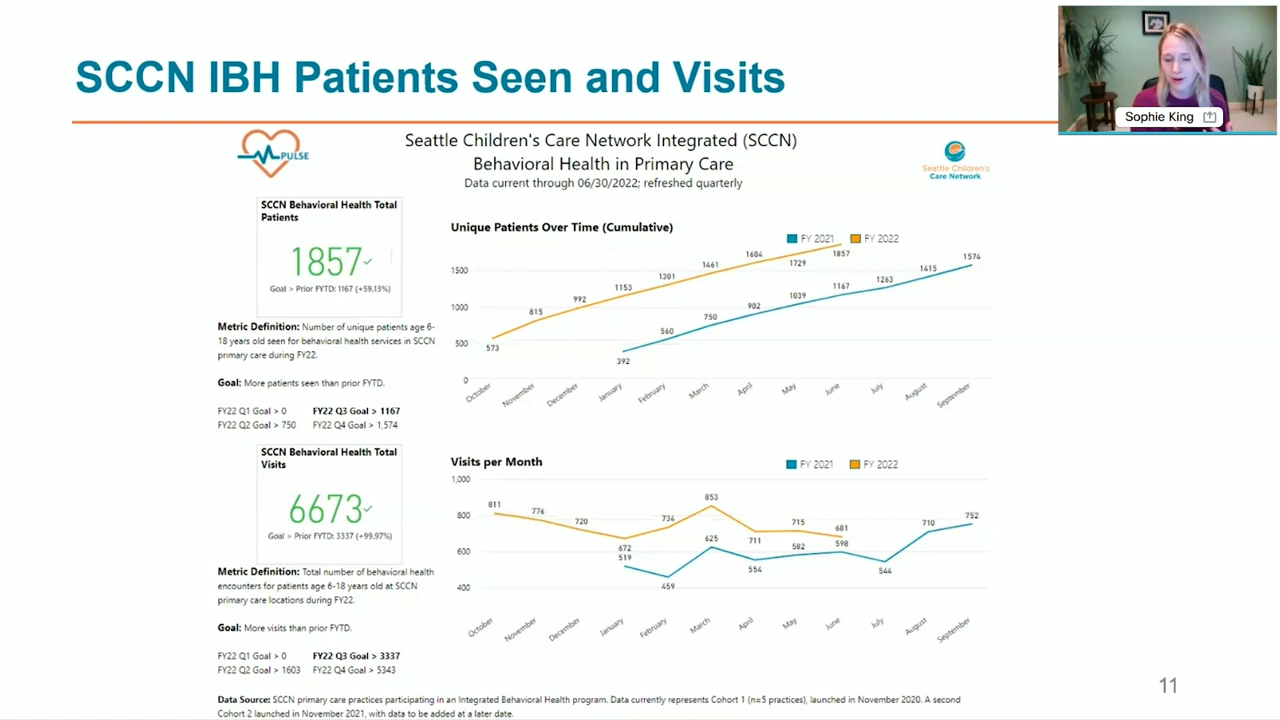 SCCN IBH Patients Seen and Visits
Sophie King
PULSE
Seattle Children's Care Network Integrated (SCCN)
Behavioral Health in Primary Care
Data current through 06/30/2022; refreshed quarterly
Seattle Children's
Care Network
SCCN Behavioral Health Total
Patients
1857
Goal > Prior FYTD: 1167 (+59.13%)
Metric Definition: Number of unique patients age 6-
18 years old seen for behavioral health services in SCCN
primary care during FY22.
Goal: More patients seen than prior FYTD.
FY22 Q1 Goal > 0 FY22 Q3 Goal > 1167
FY22 Q2 Goal > 750 FY22 Q4 Goal > 1,574
Unique Patients Over Time (Cumulative)
FY 2021 FY 2022
1500
1000
500
0
573 815 992 1153 1301 1461 1604 1729 1857
392 560 750 902 1039 1167 1263 1415 1574
October November December January February March April May June July August September
SCCN Behavioral Health Total
Visits
6673
Goal > Prior FYTD: 3337 (+99.97%)
Metric Definition: Total number of behavioral health
encounters for patients age 6-18 years old at SCCN
primary care locations during FY22.
Goal: More visits than prior FYTD.
FY22 Q1 Goal > 0 FY22 Q3 Goal > 3337
FY22 Q2 Goal > 1603 FY22 Q4 Goal > 5343
Visits per Month
FY 2021 FY 2022
1,000
800
600
400
811 776 720 672 734 853 711 715 681
519 459 625 554 582 598 544 710 752
October November December January February March April May June July August September
Data Source: SCCN primary care practices participating in an Integrated Behavioral Health program. Data currently represents Cohort 1 (n=5 practices), launched in November 2020. A second
Cohort 2 launched in November 2021, with data to be added at a later date.
11